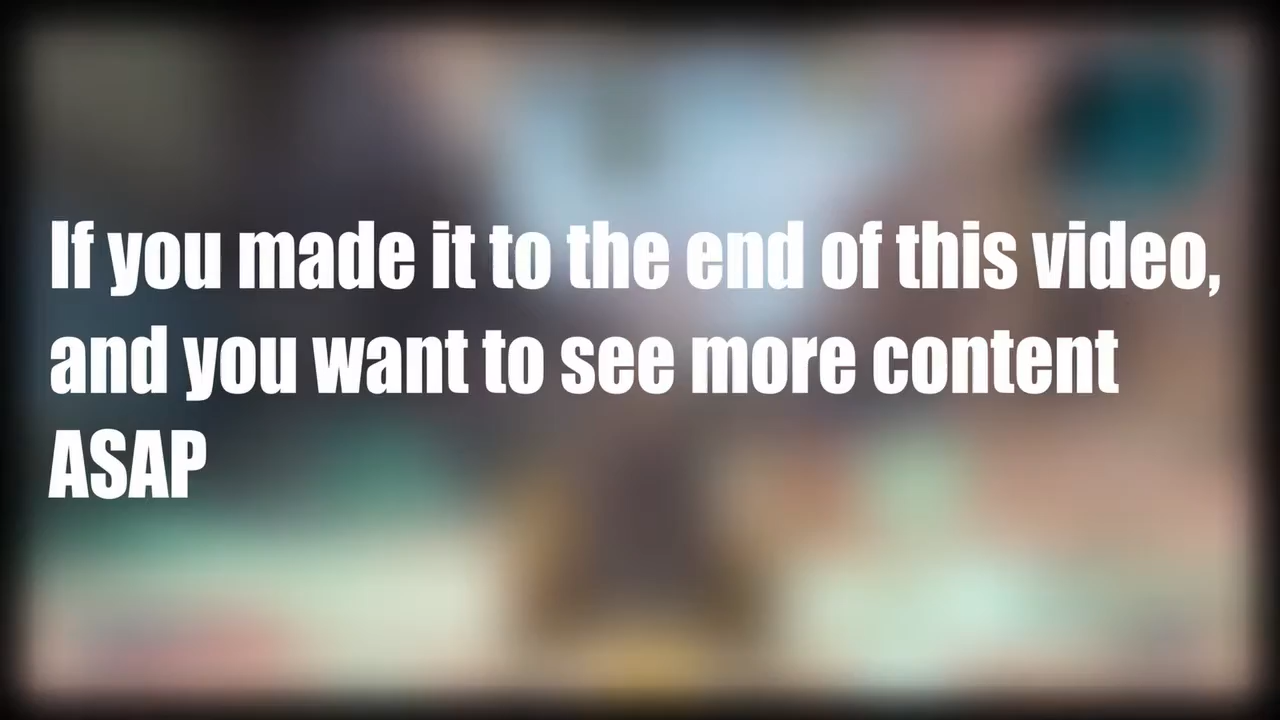 If you made it to the end of this video,
and you want to see more content
ASAP